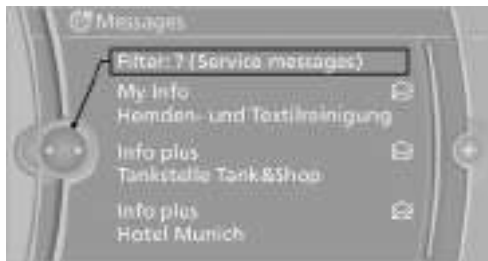 Messages
Filter: ? (Service messages)
My Info
Hemden- und Textilreinigung
Info plus
Tankstelle Tank&Shop
Info plus
Hotel Munich